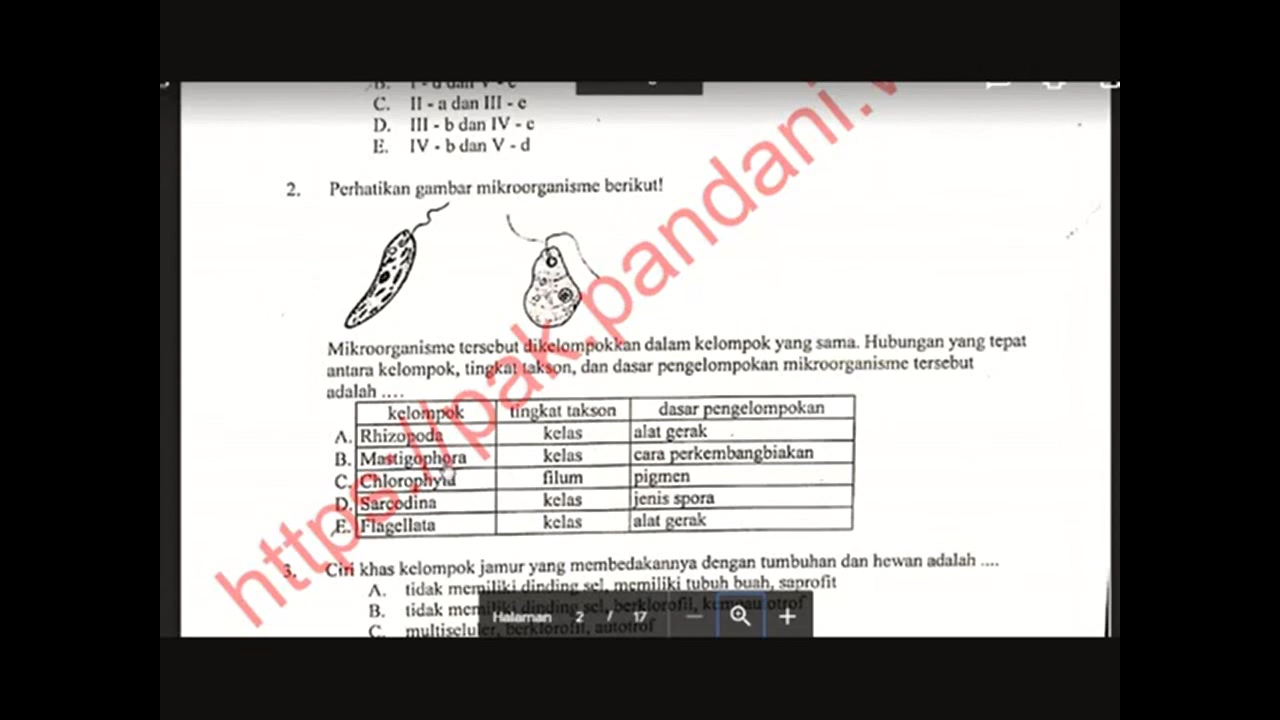 C. II - a dan III - e
D. III - b dan IV - c
E. IV - b dan V - d
2. Perhatikan gambar mikroorganisme berikut!
Mikroorganisme tersebut dikelompokkan dalam kelompok yang sama. Hubungan yang tepat
antara kelompok, tingkat takson, dan dasar pengelompokan mikroorganisme tersebut
adalah ....
kelompok tingkat takson dasar pengelompokan
A. Rhizopoda kelas alat gerak
B. Mastigophora kelas cara perkembangbiakan
C. Chlorophyta filum pigmen
D. Sarcodina kelas jenis spora
E. Flagellata kelas alat gerak
3. Ciri khas kelompok jamur yang membedakannya dengan tumbuhan dan hewan adalah ....
A. tidak memiliki dinding sel, memiliki tubuh buah, saprofit
B. tidak memiliki dinding sel, berklorofil, kemoautotrof
C. multiseluler, berklorofil, autotrof
Halaman 2 / 17
https://pak.pandani.